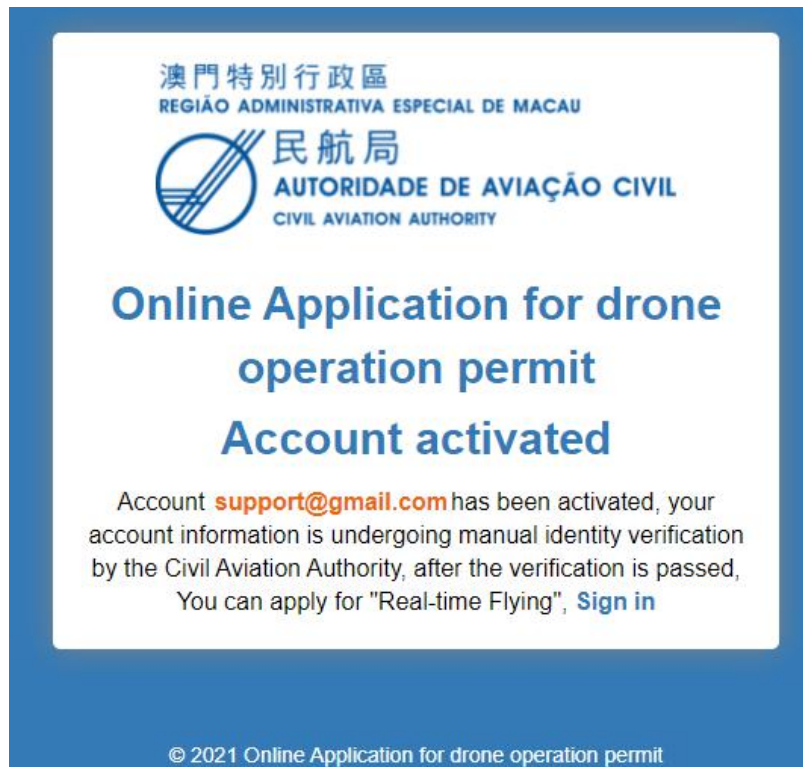 澳門特別行政區
REGIÃO ADMINISTRATIVA ESPECIAL DE MACAU
民航局
AUTORIDADE DE AVIAÇÃO CIVIL
CIVIL AVIATION AUTHORITY
Online Application for drone
operation permit
Account activated
Account support@gmail.com has been activated, your
account information is undergoing manual identity verification
by the Civil Aviation Authority, after the verification is passed,
You can apply for "Real-time Flying", Sign in
© 2021 Online Application for drone operation permit